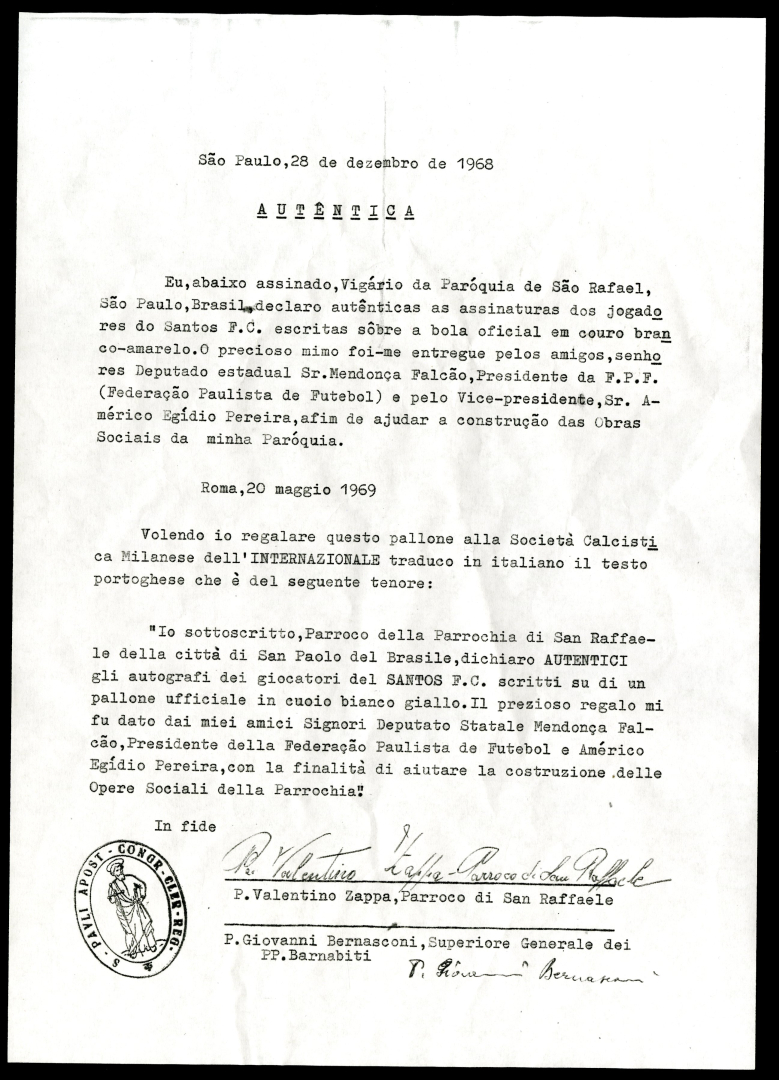 São Paulo,28 de dezembro de 1968
AUTÊNTICA
Eu,abaixo assinado,Vigário da Paróquia de São Rafael,
São Paulo,Brasil,declaro autênticas as assinaturas dos jogado
res do Santos F.C. escritas sôbre a bola oficial em couro bran
co-amarelo.O precioso mimo foi-me entregue pelos amigos,senho
res Deputado estadual Sr.Mendonça Falcão,Presidente da F.P.F.
(Federação Paulista de Futebol) e pelo Vice-presidente,Sr. A-
mérico Egídio Pereira,afim de ajudar a construção das Obras
Sociais da minha Paróquia.
Roma,20 maggio 1969
Volendo io regalare questo pallone alla Società Calcisti
ca Milanese dell'INTERNAZIONALE traduco in italiano il testo
portoghese che è del seguente tenore:
"Io sottoscritto,Parroco della Parrochia di San Raffae-
le della città di San Paolo del Brasile,dichiaro AUTENTICI
gli autografi dei giocatori del SANTOS F.C. scritti su di un
pallone ufficiale in cuoio bianco giallo.Il prezioso regalo mi
fu dato dai miei amici Signori Deputato Statale Mendonça Fal-
cão,Presidente della Federação Paulista de Futebol e Américo
Egídio Pereira,con la finalità di aiutare la costruzione .delle
Opere Sociali della Parrochia".
In fide
Valentino Zappa-Parroco di San Raffaele
P.Valentino Zappa,Parroco di San Raffaele
P.Giovanni Bernasconi,Superiore Generale dei
PP.Barnabiti
P. Giovanni Bernasconi
S·PAVLI APOST·CONGR·CLER·REG·